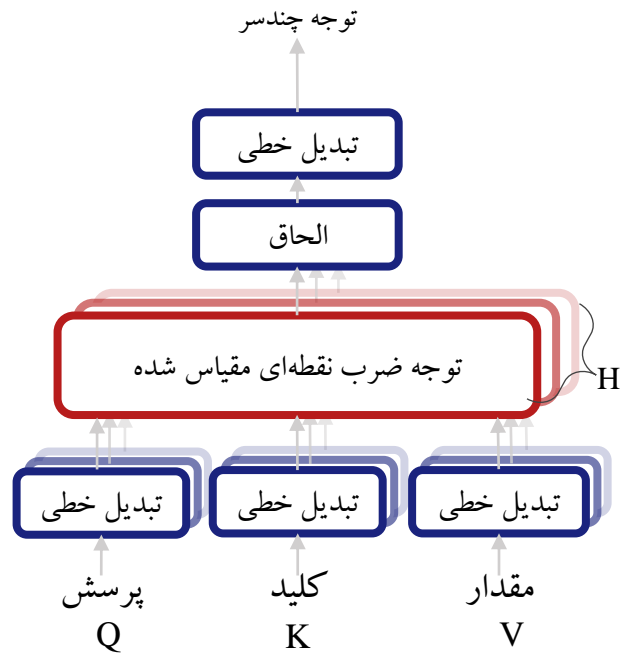 توجه چندسر
تبدیل خطی
الحاق
توجه ضرب نقطه‌ای مقیاس شده
H
تبدیل خطی
تبدیل خطی
تبدیل خطی
پرسش
کلید
مقدار
Q
K
V